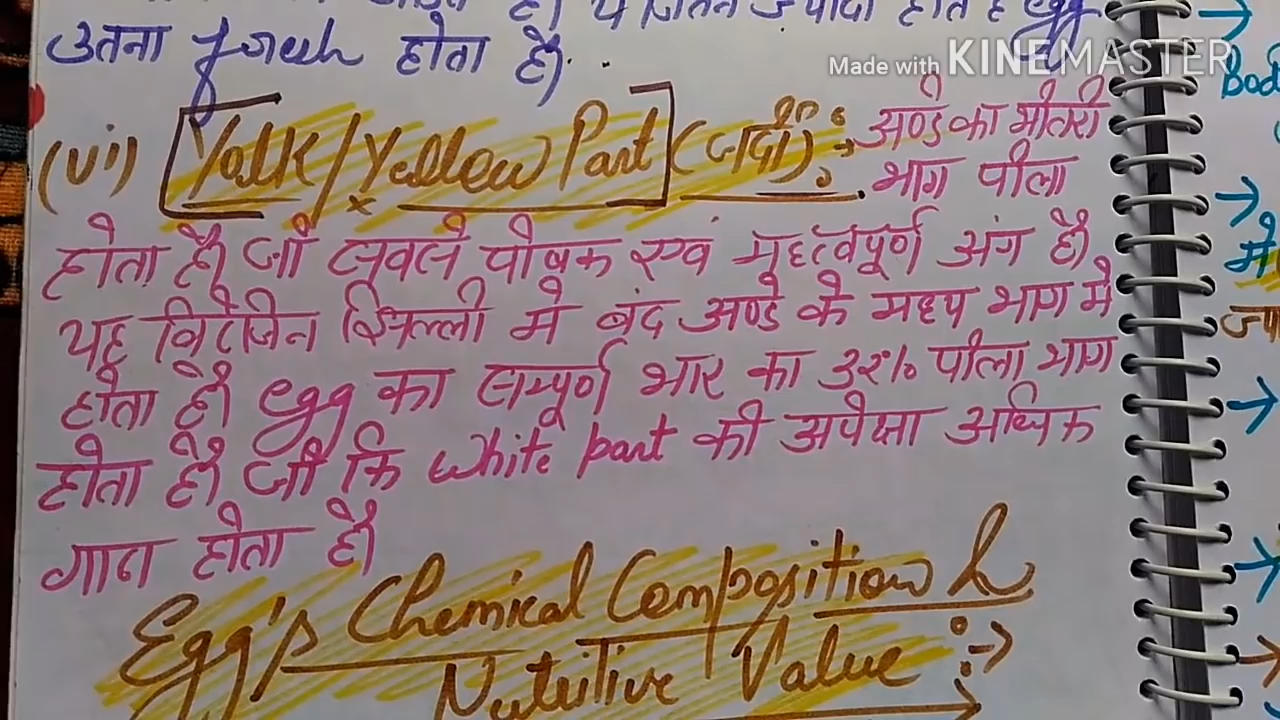 उतना fresh होता है।
Made with KINEMASTER
(vi) [Yolk/Yellow Part] (जर्दी) :→ अण्डे का भीतरी
भाग पीला
होता है। जो सबसे पोषक एवं महत्वपूर्ण अंग है।
यह विटेजिन झिल्ली मे बंद अण्डे के मध्य भाग मे
होता है। egg का सम्पूर्ण भार का 32% पीला भाग
होता है। जो कि white part की अपेक्षा अधिक
गाढा होता है।
Egg's Chemical Composition &
Nutritive Value :→